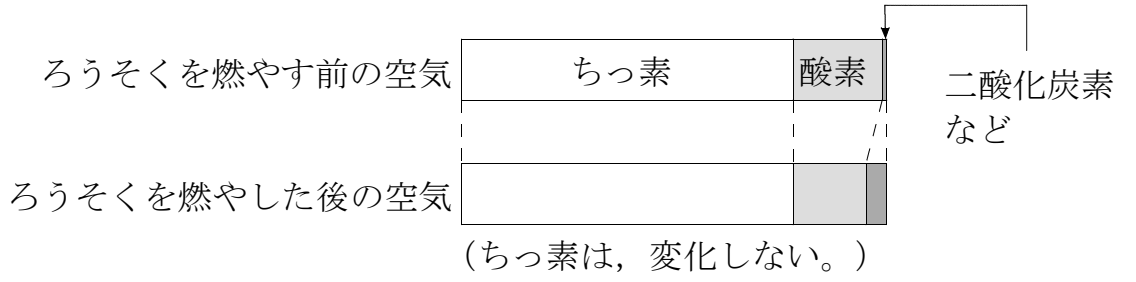 ろうそくを燃やす前の空気
ちっ素
酸素
二酸化炭素
など
ろうそくを燃やした後の空気
(ちっ素は，変化しない。)